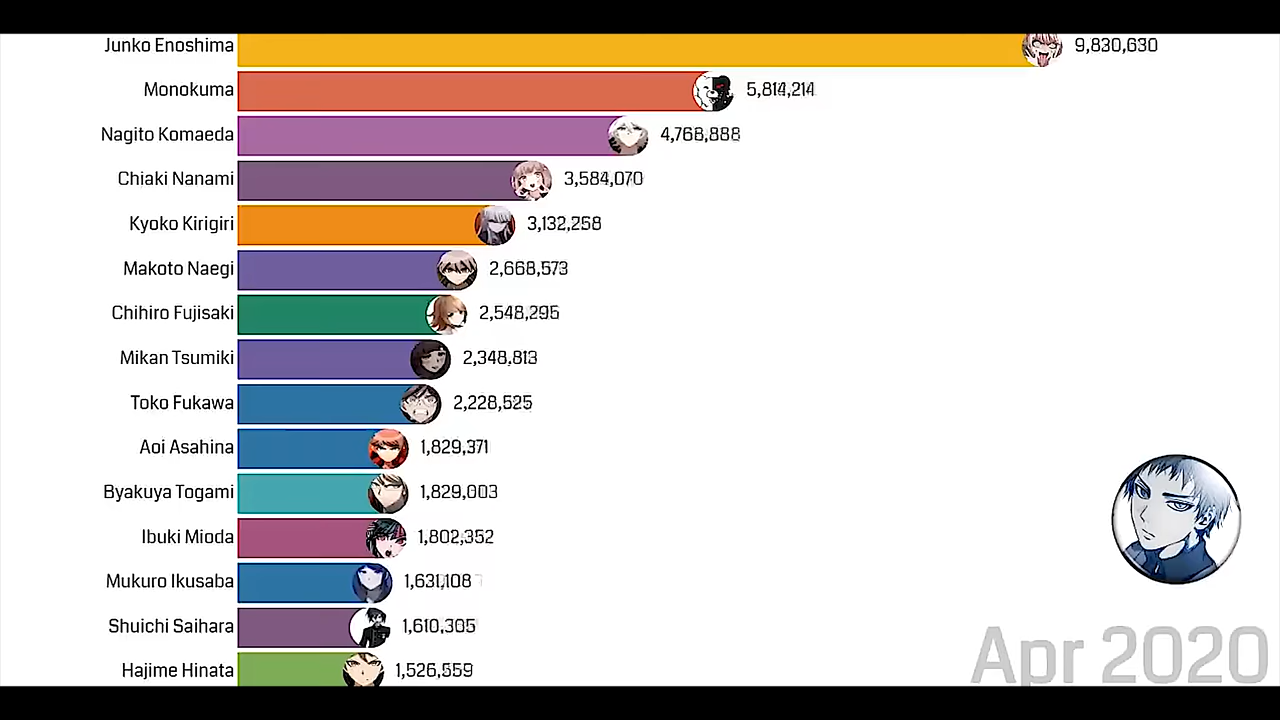 Junko Enoshima 9,830,630
Monokuma 5,814,214
Nagito Komaeda 4,768,888
Chiaki Nanami 3,584,070
Kyoko Kirigiri 3,132,258
Makoto Naegi 2,668,573
Chihiro Fujisaki 2,548,295
Mikan Tsumiki 2,348,813
Toko Fukawa 2,228,525
Aoi Asahina 1,829,371
Byakuya Togami 1,829,003
Ibuki Mioda 1,802,352
Mukuro Ikusaba 1,631,108
Shuichi Saihara 1,610,305
Hajime Hinata 1,526,559
Apr 2020